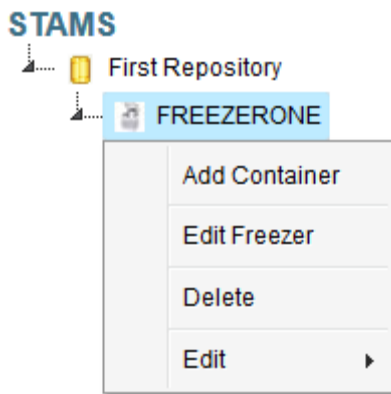 STAMS
First Repository
FREEZERONE
Add Container
Edit Freezer
Delete
Edit